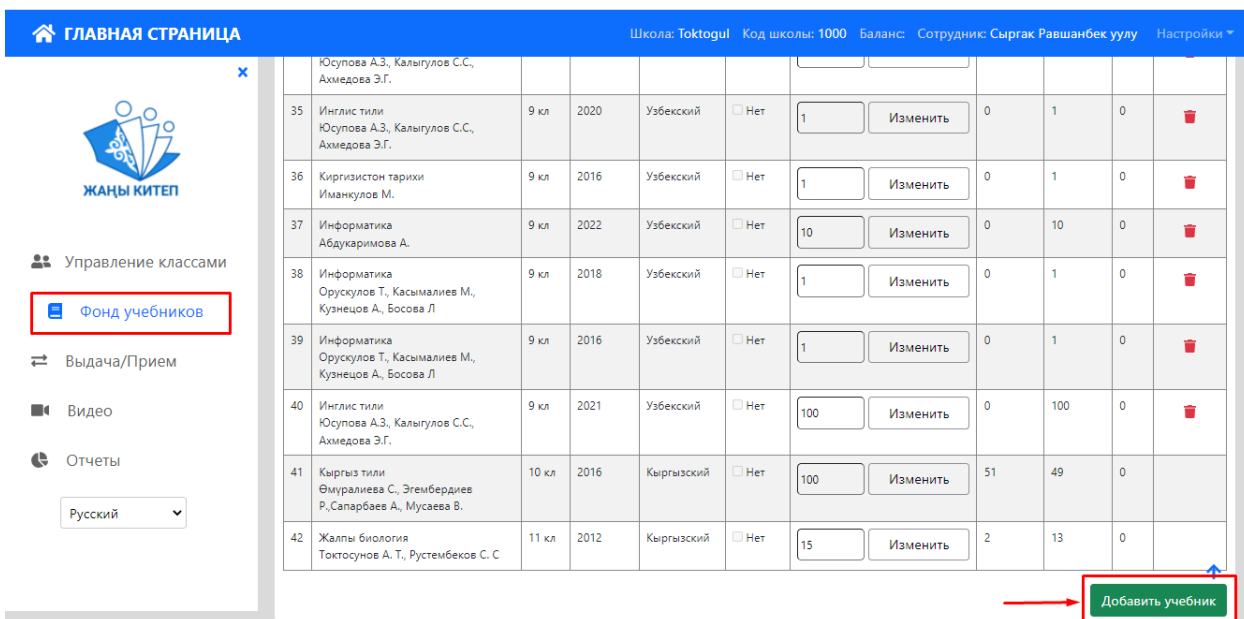 ГЛАВНАЯ СТРАНИЦА
Школа: Toktogul Код школы: 1000 Баланс: Сотрудник: Сыргак Равшанбек уулу Настройки
ЖАҢЫ КИТЕП
Управление классами
Фонд учебников
Выдача/Прием
Видео
Отчеты
Русский
Юсупова А.З., Калыгулов С.С.,
Ахмедова Э.Г.
35 Инглис тили 9 кл 2020 Узбекский Нет 1 Изменить 0 1 0
Юсупова А.З., Калыгулов С.С.,
Ахмедова Э.Г.
36 Киргизистон тарихи 9 кл 2016 Узбекский Нет 1 Изменить 0 1 0
Иманкулов М.
37 Информатика 9 кл 2022 Узбекский Нет 10 Изменить 0 10 0
Абдукаримова А.
38 Информатика 9 кл 2018 Узбекский Нет 1 Изменить 0 1 0
Орускулов Т., Касымалиев М.,
Кузнецов А., Босова Л
39 Информатика 9 кл 2016 Узбекский Нет 1 Изменить 0 1 0
Орускулов Т., Касымалиев М.,
Кузнецов А., Босова Л
40 Инглис тили 9 кл 2021 Узбекский Нет 100 Изменить 0 100 0
Юсупова А.З., Калыгулов С.С.,
Ахмедова Э.Г.
41 Кыргыз тили 10 кл 2016 Кыргызский Нет 100 Изменить 51 49 0
Өмуралиева С., Эгембердиев
Р.,Сапарбаев А., Мусаева В.
42 Жалпы биология 11 кл 2012 Кыргызский Нет 15 Изменить 2 13 0
Токтосунов А. Т., Рустембеков С. С
Добавить учебник